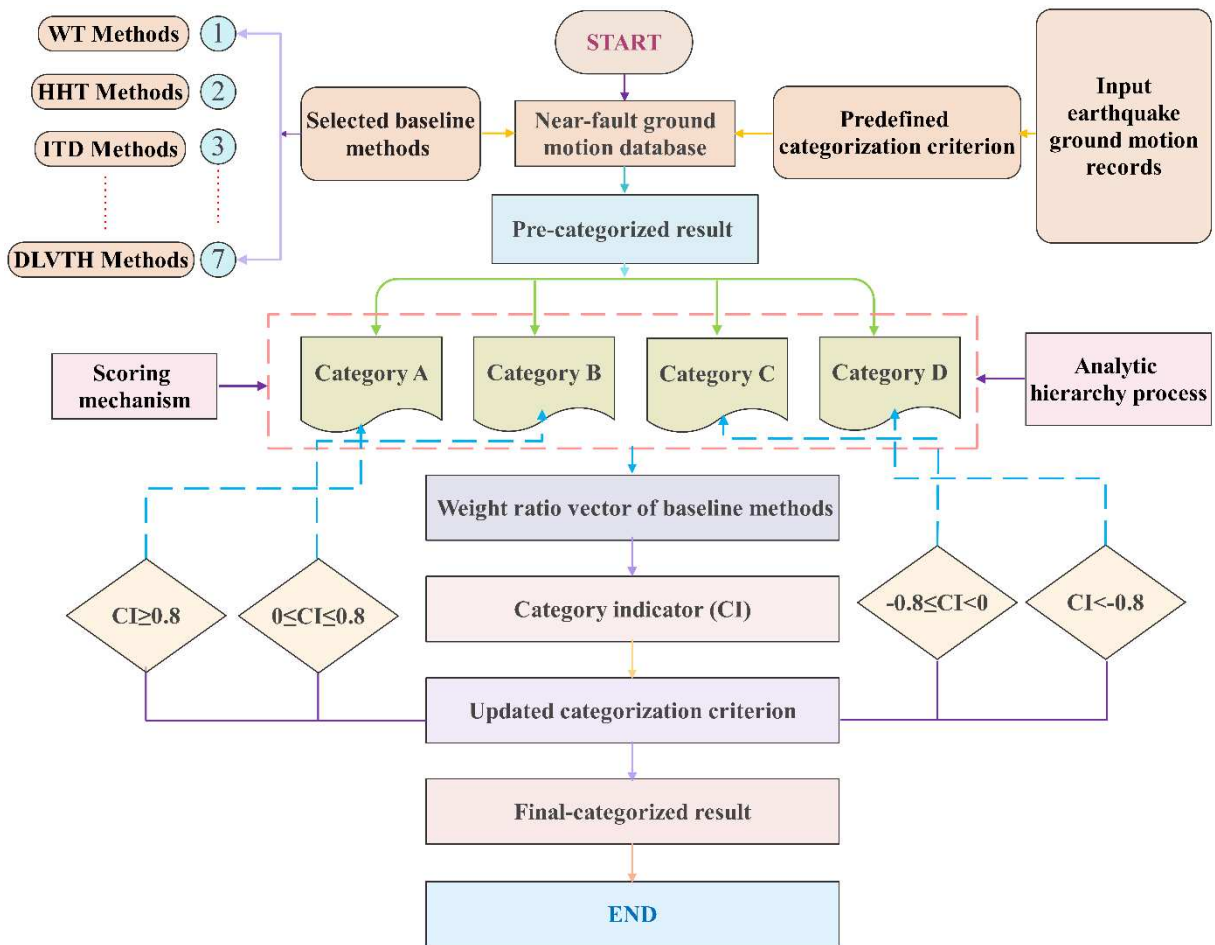 WT Methods
1
HHT Methods
2
ITD Methods
3
DLVTH Methods
7
Selected baseline
methods
START
Near-fault ground
motion database
Predefined
categorization criterion
Input
earthquake
ground motion
records
Pre-categorized result
Scoring
mechanism
Category A
Category B
Category C
Category D
Analytic
hierarchy process
Weight ratio vector of baseline methods
CI≥0.8
0≤CI≤0.8
Category indicator (CI)
-0.8≤CI<0
CI<-0.8
Updated categorization criterion
Final-categorized result
END